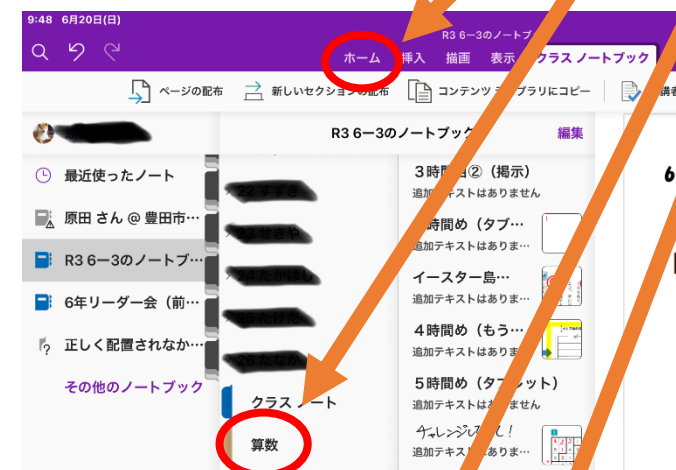 9:48 6月20日(日)
R3 6ー3のノートブ
ホーム 挿入 描画 表示 クラス ノートブック
ページの配布 新しいセクションの配布 コンテンツ ライブラリにコピー
R3 6ー3のノートブック 編集
最近使ったノート
原田 さん @ 豊田市…
R3 6ー3のノートブ…
6年リーダー会（前…
正しく配置されなか…
その他のノートブック
クラス ノート
算数
3時間目②（掲示）
追加テキストはありません
時間め（タブ…
追加テキストはありま…
イースター島…
追加テキストはありま…
4時間め（もう…
追加テキストはありま…
5時間め（タブレット）
追加テキストはありません
追加テキストはありま…
6